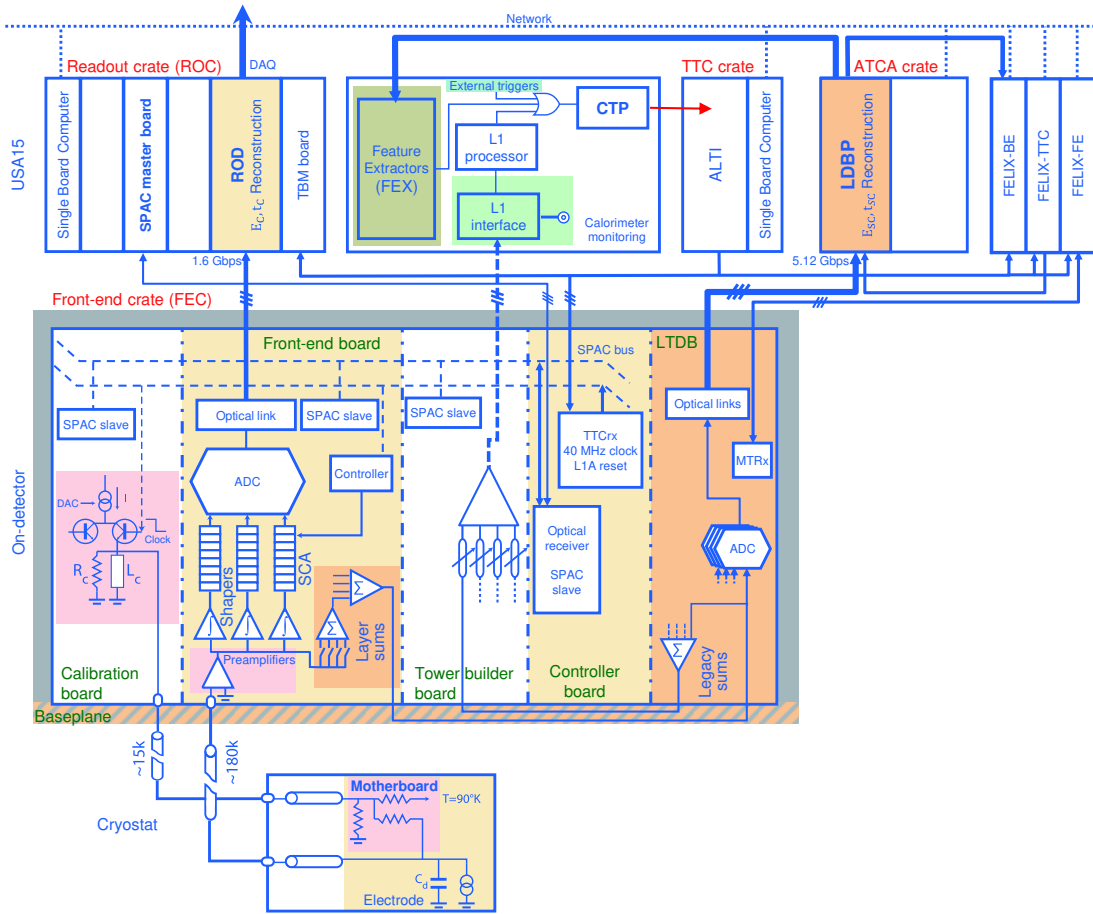 Network
Readout crate (ROC)
DAQ
TTC crate
ATCA crate
USA15
Single Board Computer
SPAC master board
ROD
E_C, t_C Reconstruction
TBM board
External triggers
Feature
Extractors
(FEX)
L1
processor
L1
interface
CTP
Calorimeter
monitoring
ALTI
Single Board Computer
LDBP
E_SC, t_SC Reconstruction
FELIX-BE
FELIX-TTC
FELIX-FE
1.6 Gbps
5.12 Gbps
Front-end crate (FEC)
On-detector
Front-end board
SPAC bus
LTDB
SPAC slave
Optical link
SPAC slave
SPAC slave
Optical links
TTCrx
40 MHz clock
L1A reset
MTRx
ADC
Controller
DAC
I
Clock
R_c
L_c
SCA
Shapers
Optical
receiver
SPAC
slave
ADC
Σ
Σ
Layer
sums
Σ
Legacy
sums
∫
∫
∫
Preamplifiers
Calibration
board
Tower builder
board
Controller
board
Baseplane
~15k
~180k
Cryostat
Motherboard
T=90°K
C_d
Electrode